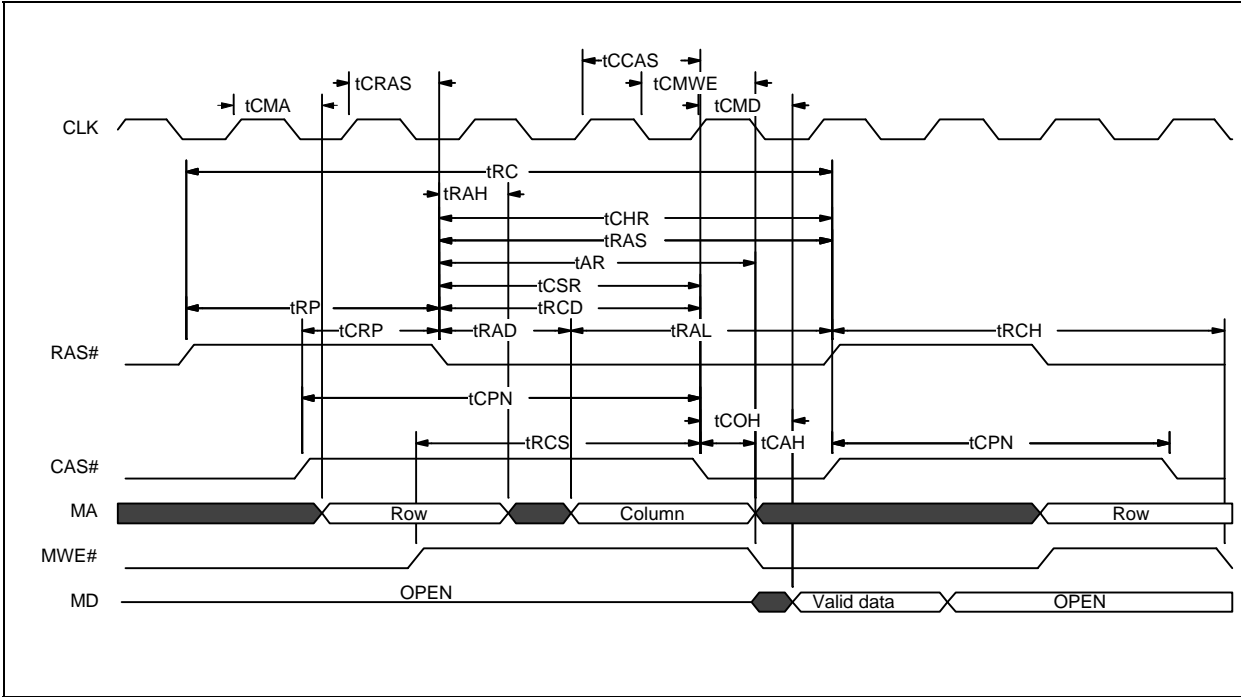 tCCAS
tCRAS tCMWE
tCMA tCMD
CLK
tRC
tRAH
tCHR
tRAS
tAR
tCSR
tRP tRCD
tCRP tRAD tRAL tRCH
RAS#
tCPN
tCOH
tRCS tCAH tCPN
CAS#
MA Row Column Row
MWE#
MD OPEN Valid data OPEN